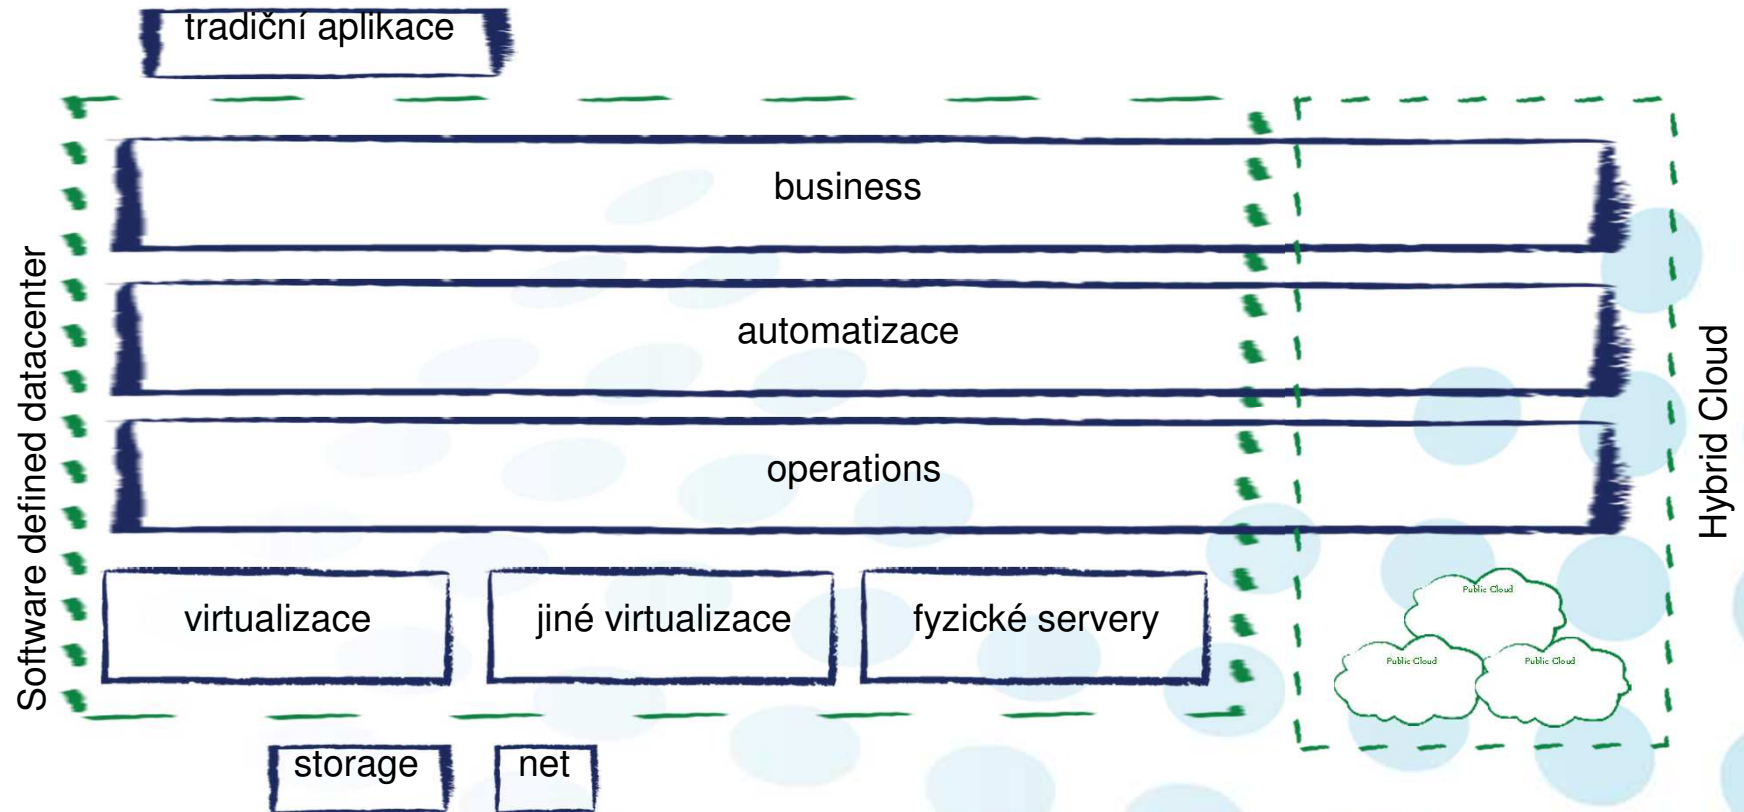 tradiční aplikace
Software defined datacenter
business
automatizace
operations
Hybrid Cloud
virtualizace
jiné virtualizace
fyzické servery
Public Cloud
Public Cloud
Public Cloud
storage
net